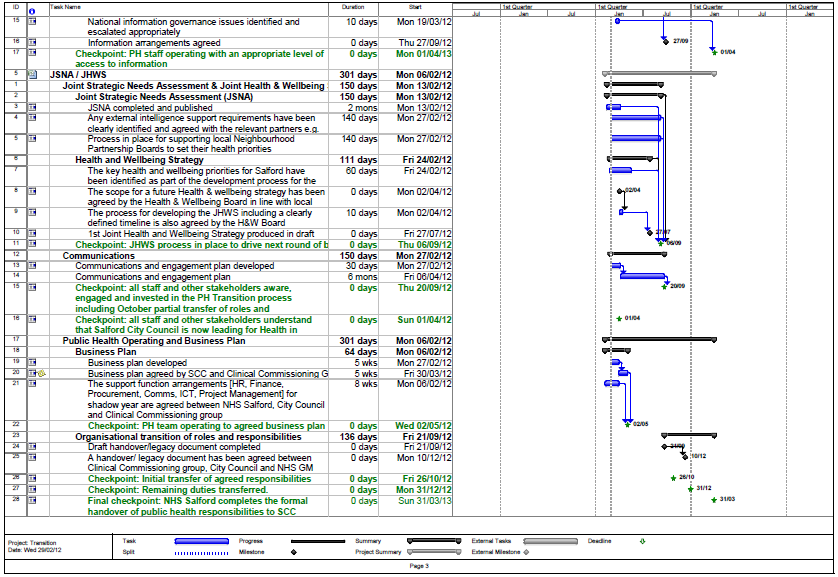 ID Task Name Duration Start 1st Quarter 1st Quarter 1st Quarter 1st Quarter
Jul Jan Jul Jan Jul Jan Jul Jan
15 National information governance issues identified and 10 days Mon 19/03/12
escalated appropriately
16 Information arrangements agreed 0 days Thu 27/09/12 27/09
17 Checkpoint: PH staff operating with an appropriate level of 0 days Mon 01/04/13 01/04
access to information
5 JSNA / JHWS 301 days Mon 06/02/12
1 Joint Strategic Needs Assessment & Joint Health & Wellbeing 150 days Mon 13/02/12
2 Joint Strategic Needs Assessment (JSNA) 150 days Mon 13/02/12
3 JSNA completed and published 2 mons Mon 13/02/12
4 Any external intelligence support requirements have been 140 days Mon 27/02/12
clearly identified and agreed with the relevant partners e.g.
5 Process in place for supporting local Neighbourhood 140 days Mon 27/02/12
Partnership Boards to set their health priorities
6 Health and Wellbeing Strategy 111 days Fri 24/02/12
7 The key health and wellbeing priorities for Salford have 60 days Fri 24/02/12
been identified as part of the development process for the
8 The scope for a future Health & wellbeing strategy has been 0 days Mon 02/04/12 02/04
agreed by the Health & Wellbeing Board in line with local
9 The process for developing the JHWS including a clearly 10 days Mon 02/04/12
defined timeline is also agreed by the H&W Board
10 1st Joint Health and Wellbeing Strategy produced in draft 0 days Fri 27/07/12 27/07
11 Checkpoint: JHWS process in place to drive next round of b 0 days Thu 06/09/12 06/09
12 Communications 150 days Mon 27/02/12
13 Communications and engagement plan developed 30 days Mon 27/02/12
14 Communications and engagement plan 6 mons Fri 06/04/12
15 Checkpoint: all staff and other stakeholders aware, 0 days Thu 20/09/12 20/09
engaged and invested in the PH Transition process
including October partial transfer of roles and
16 Checkpoint: all staff and other stakeholders understand 0 days Sun 01/04/12 01/04
that Salford City Council is now leading for Health in
17 Public Health Operating and Business Plan 301 days Mon 06/02/12
18 Business Plan 64 days Mon 06/02/12
19 Business plan developed 5 wks Mon 27/02/12
20 Business plan agreed by SCC and Clinical Commissioning G 5 wks Fri 30/03/12
21 The support function arrangements [HR, Finance, 8 wks Mon 06/02/12
Procurement, Comms, ICT, Project Management] for
shadow year are agreed between NHS Salford, City Council
and Clinical Commissioning group
22 Checkpoint: PH team operating to agreed business plan 0 days Wed 02/05/12 02/05
23 Organisational transition of roles and responsibilities 136 days Fri 21/09/12
24 Draft handover/legacy document completed 0 days Fri 21/09/12 21/09
25 A handover/ legacy document has been agreed between 0 days Mon 10/12/12 10/12
Clinical Commissioning group, City Council and NHS GM
26 Checkpoint: Initial transfer of agreed responsibilities 0 days Fri 26/10/12 26/10
27 Checkpoint: Remaining duties transferred. 0 days Mon 31/12/12 31/12
28 Final checkpoint: NHS Salford completes the formal 0 days Sun 31/03/13 31/03
handover of public health responsibilities to SCC
Project: Transition
Date: Wed 29/02/12
Task Progress Summary External Tasks Deadline
Split Milestone Project Summary External Milestone
Page 3